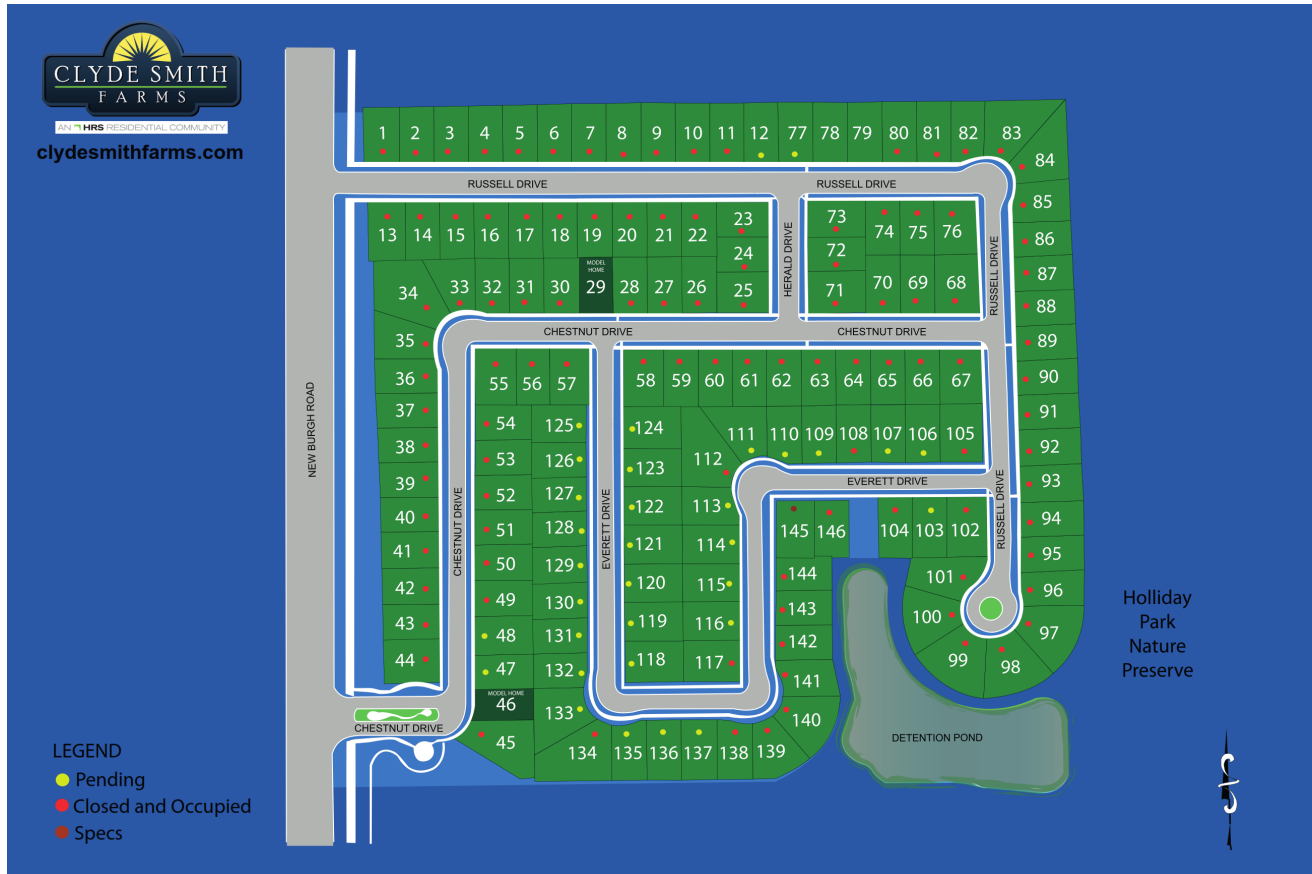 CLYDE SMITH
FARMS
AN HRS RESIDENTIAL COMMUNITY
clydesmithfarms.com
1 2 3 4 5 6 7 8 9 10 11 12 77 78 79 80 81 82 83
84
RUSSELL DRIVE RUSSELL DRIVE
85
13 14 15 16 17 18 19 20 21 22 23 73 74 75 76
86
24 72
HERALD DRIVE
RUSSELL DRIVE
MODEL
HOME
34 33 32 31 30 29 28 27 26 25 71 70 69 68
87
88
CHESTNUT DRIVE CHESTNUT DRIVE
35
89
36 55 56 57 58 59 60 61 62 63 64 65 66 67
90
37
91
NEW BURGH ROAD
54 125 124 111 110 109 108 107 106 105
38
92
53 126 123 112
39
93
EVERETT DRIVE
52 127 122 113
40
94
CHESTNUT DRIVE
EVERETT DRIVE
RUSSELL DRIVE
51 128 121 114 145 146 104 103 102
41
95
50 129 120 115 144 101
42
96
49 130 119 116 143 100
43
97
48 131 118 117 142 99 98
44
47 132 141
MODEL HOME
46 133 140
CHESTNUT DRIVE
45 134 135 136 137 138 139
DETENTION POND
Holliday
Park
Nature
Preserve
LEGEND
Pending
Closed and Occupied
Specs